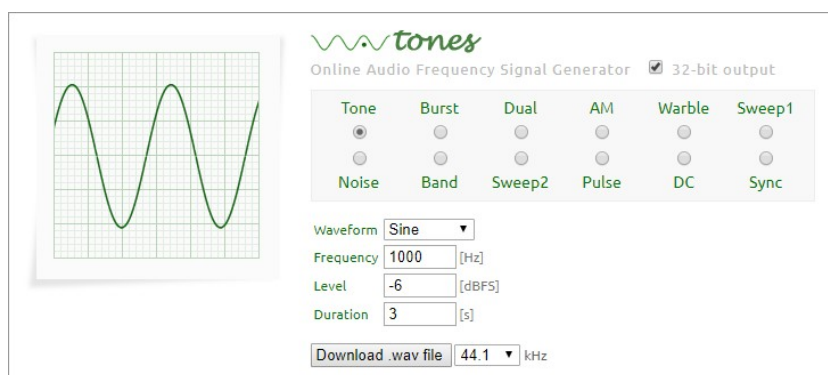 wavtones
Online Audio Frequency Signal Generator 32-bit output
Tone Burst Dual AM Warble Sweep1
Noise Band Sweep2 Pulse DC Sync
Waveform Sine
Frequency 1000 [Hz]
Level -6 [dBFS]
Duration 3 [s]
Download .wav file 44.1 kHz